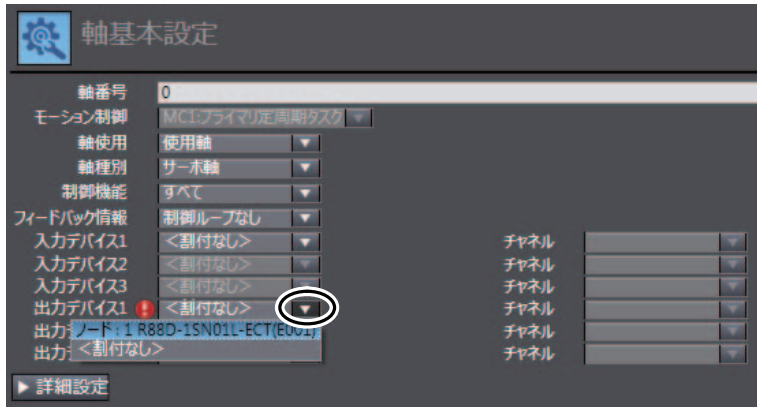 軸基本設定
軸番号 0
モーション制御 MC1:プライマリ定周期タスク
軸使用 使用軸
軸種別 サーボ軸
制御機能 すべて
フィードバック情報 制御ループなし
入力デバイス1 <割付なし> チャネル
入力デバイス2 <割付なし> チャネル
入力デバイス3 <割付なし> チャネル
出力デバイス1 <割付なし> チャネル
出力 ノード : 1 R88D-1SN01L-ECT(E001) チャネル
出力 <割付なし> チャネル
詳細設定